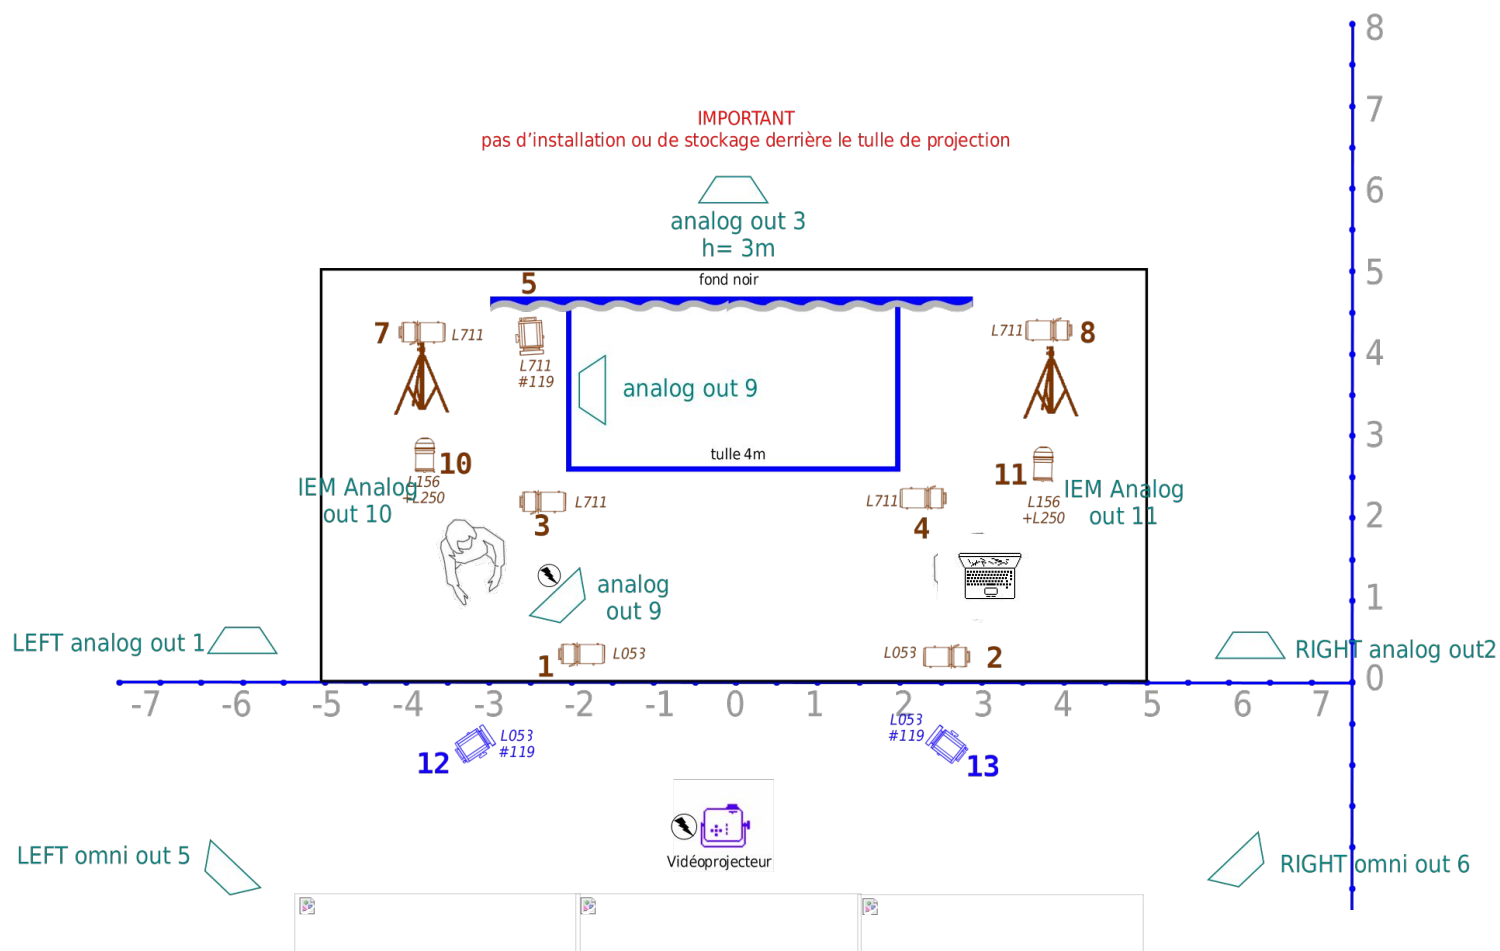 8
7
IMPORTANT
pas d’installation ou de stockage derrière le tulle de projection
6
analog out 3
h= 3m
5
fond noir
5
7
L711
L711
8
L711
#119
4
analog out 9
3
tulle 4m
10
L156
+L250
11
L156
+L250
IEM Analog
out 10
IEM Analog
out 11
L711
3
L711
4
2
analog
out 9
1
LEFT analog out 1
L053
1
L053
2
RIGHT analog out2
0
-7 -6 -5 -4 -3 -2 -1 0 1 2 3 4 5 6 7
L053
#119
12
L053
#119
13
Vidéoprojecteur
LEFT omni out 5
RIGHT omni out 6